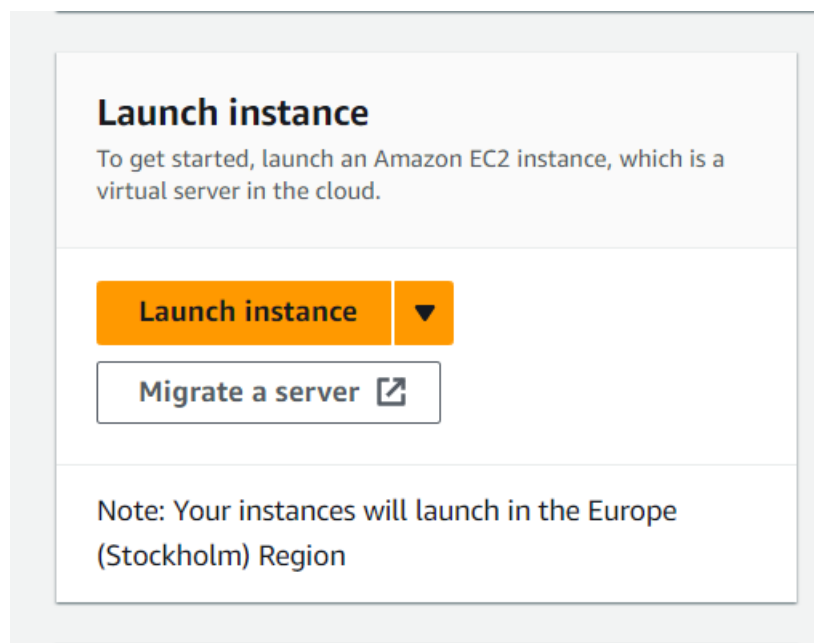 Launch instance
To get started, launch an Amazon EC2 instance, which is a
virtual server in the cloud.
Launch instance
Migrate a server
Note: Your instances will launch in the Europe
(Stockholm) Region